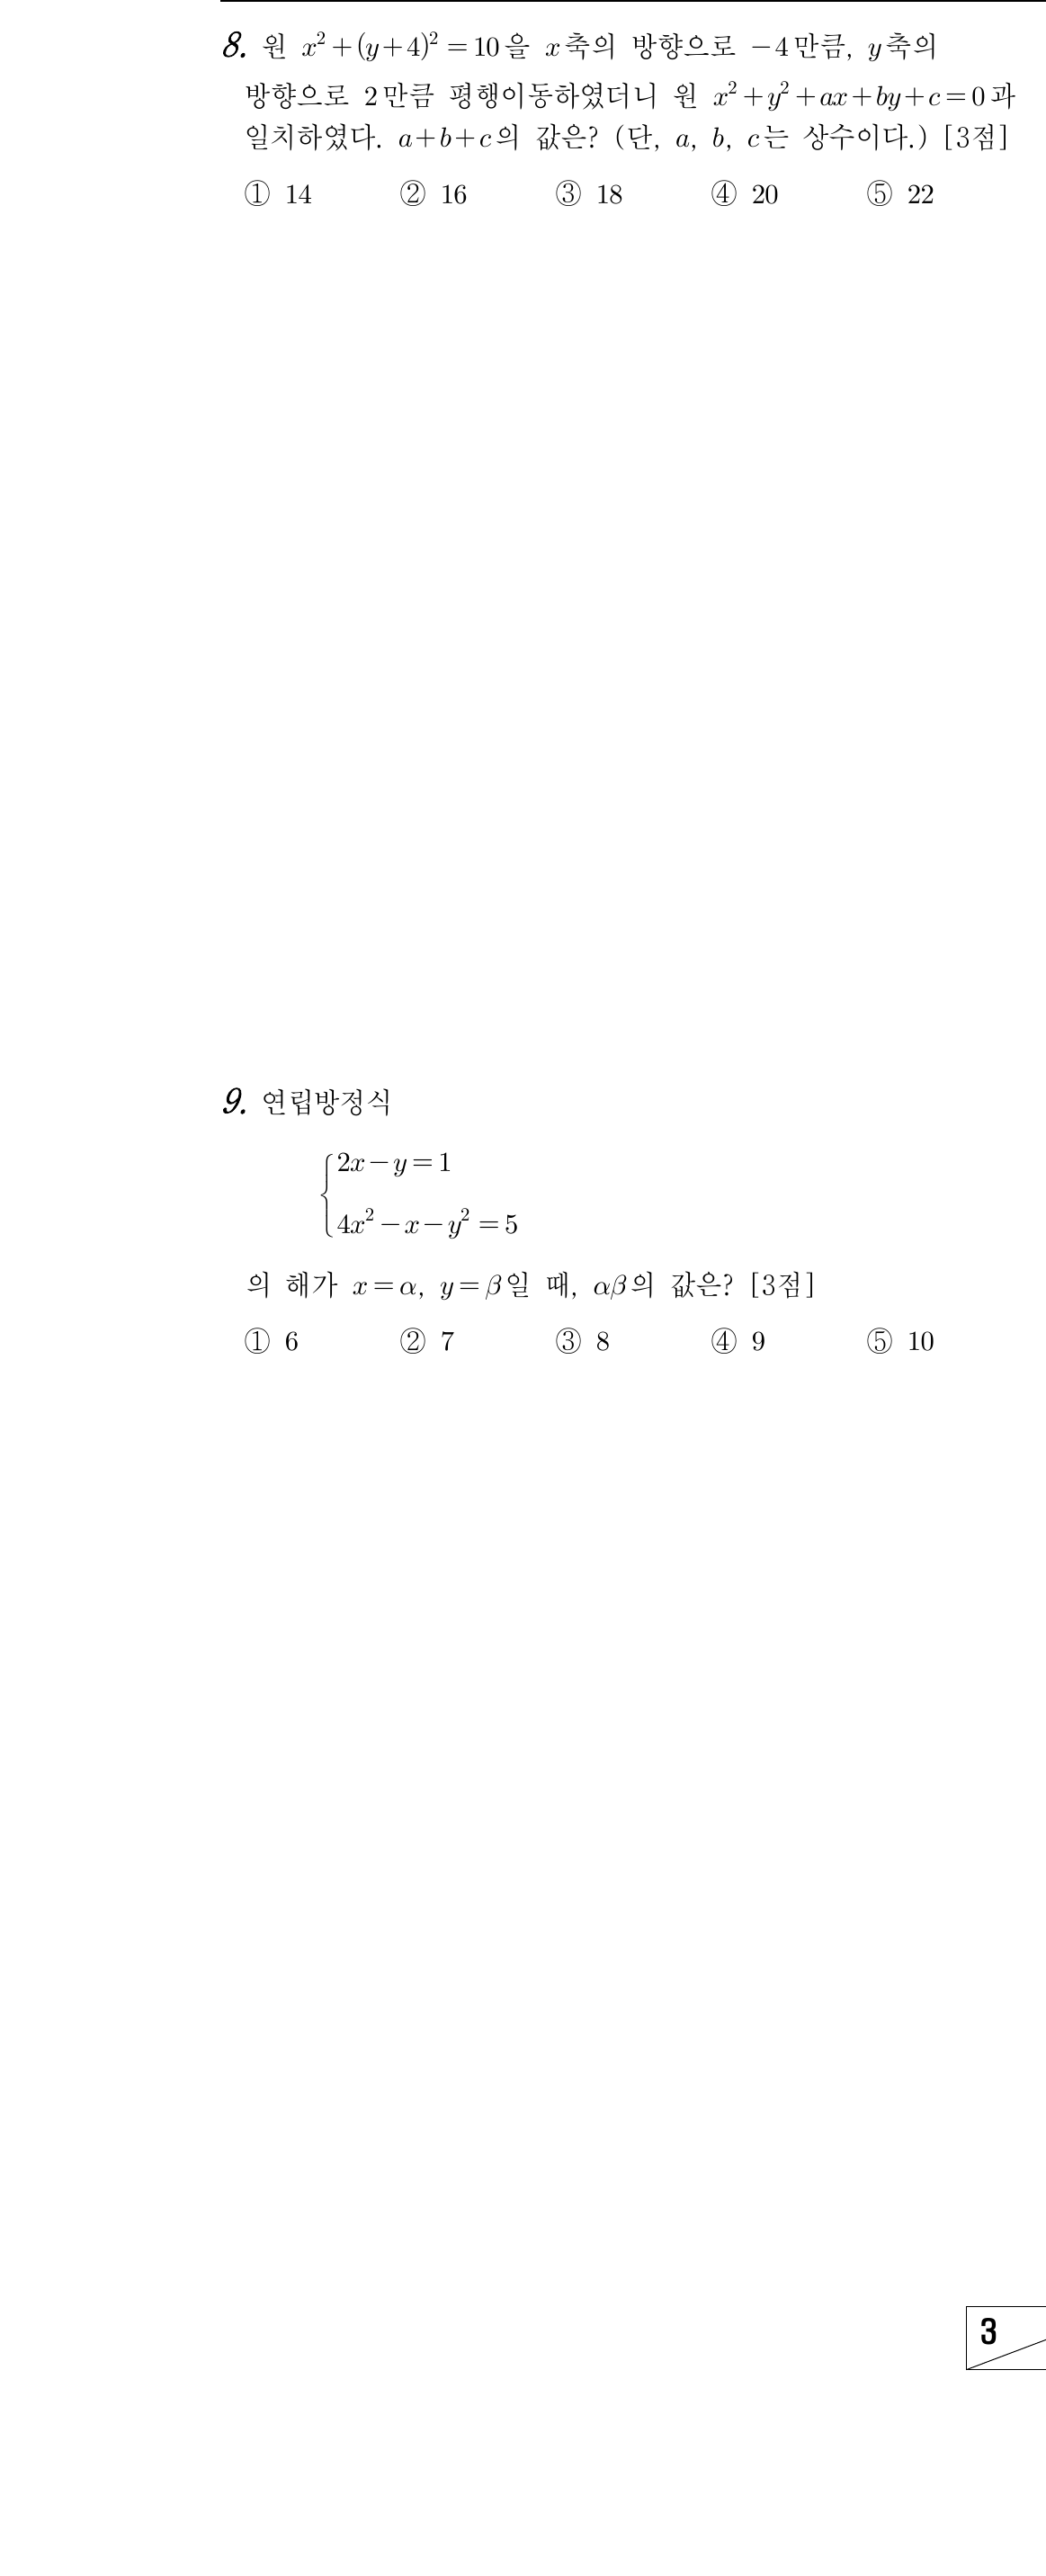 8. 원 x²+(y+4)²=10을 x축의 방향으로 −4만큼, y축의
방향으로 2만큼 평행이동하였더니 원 x²+y²+ax+by+c=0과
일치하였다. a+b+c의 값은? (단, a, b, c는 상수이다.) [3점]
① 14 ② 16 ③ 18 ④ 20 ⑤ 22
9. 연립방정식
2x−y=1
4x²−x−y²=5
의 해가 x=α, y=β일 때, αβ의 값은? [3점]
① 6 ② 7 ③ 8 ④ 9 ⑤ 10
3